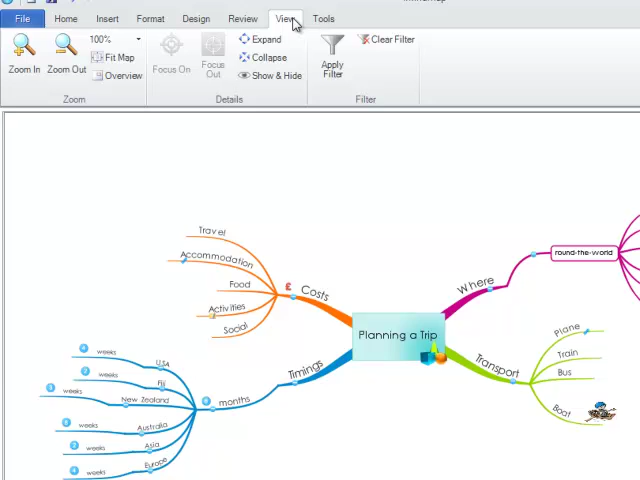 File Home Insert Format Design Review View Tools
100%
Fit Map
Overview
Zoom In Zoom Out
Zoom
Focus On
Focus Out
Expand
Collapse
Show & Hide
Details
Apply Filter
Clear Filter
Filter
Planning a Trip
Costs
£
Travel
Accommodation
Food
Activities
Social
Where
round-the-world
Transport
Plane
Train
Bus
Boat
Timings
months
weeks USA
weeks Fiji
weeks New Zealand
weeks Australia
weeks Asia
weeks Europe